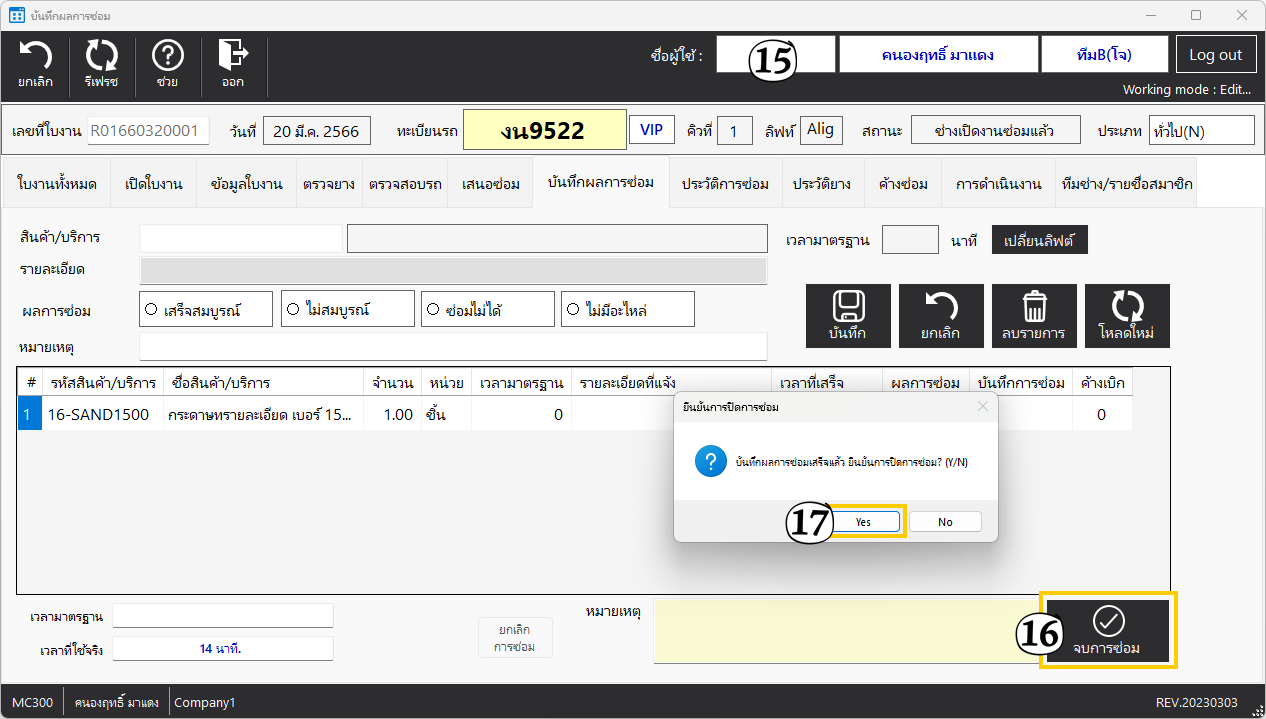 บันทึกผลการซ่อม
ยกเลิก รีเฟรช ช่วย ออก ชื่อผู้ใช้ : 15 คนองฤทธิ์ มาแดง ทีมB(โจ) Log out
Working mode : Edit...
เลขที่ใบงาน R01660320001 วันที่ 20 มี.ค. 2566 ทะเบียนรถ งน9522 VIP คิวที่ 1 ลิฟท์ Alig สถานะ ช่างเปิดงานซ่อมแล้ว ประเภท ทั่วไป(N)
ใบงานทั้งหมด เปิดใบงาน ข้อมูลใบงาน ตรวจยาง ตรวจสอบรถ เสนอซ่อม บันทึกผลการซ่อม ประวัติการซ่อม ประวัติยาง ค้างซ่อม การดำเนินงาน ทีมช่าง/รายชื่อสมาชิก
สินค้า/บริการ เวลามาตรฐาน นาที เปลี่ยนลิฟต์
รายละเอียด
ผลการซ่อม เสร็จสมบูรณ์ ไม่สมบูรณ์ ซ่อมไม่ได้ ไม่มีอะไหล่
บันทึก ยกเลิก ลบรายการ โหลดใหม่
หมายเหตุ
# รหัสสินค้า/บริการ ชื่อสินค้า/บริการ จำนวน หน่วย เวลามาตรฐาน รายละเอียดที่แจ้ง เวลาที่เสร็จ ผลการซ่อม บันทึกการซ่อม ค้างเบิก
1 16-SAND1500 กระดาษทรายละเอียด เบอร์ 15... 1.00 ชิ้น 0 0
ยืนยันการปิดการซ่อม
? บันทึกผลการซ่อมเสร็จแล้ว ยืนยันการปิดการซ่อม? (Y/N)
17 Yes No
เวลามาตรฐาน
เวลาที่ใช้จริง 14 นาที.
ยกเลิก
การซ่อม
หมายเหตุ
16 จบการซ่อม
MC300 คนองฤทธิ์ มาแดง Company1 REV.20230303